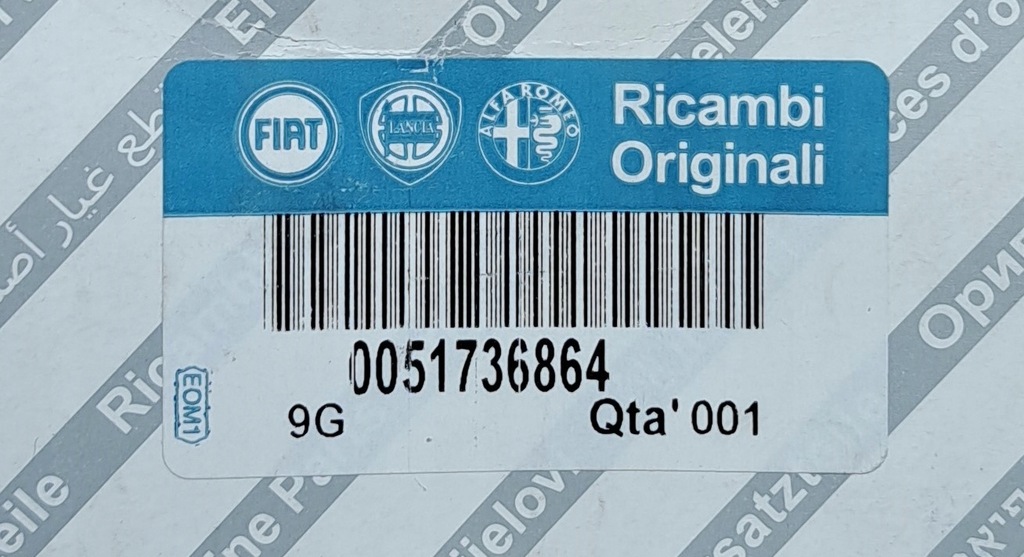 FIAT
LANCIA
ALFA ROMEO
Ricambi
Originali
0051736864
9G
Qta' 001
EOM1